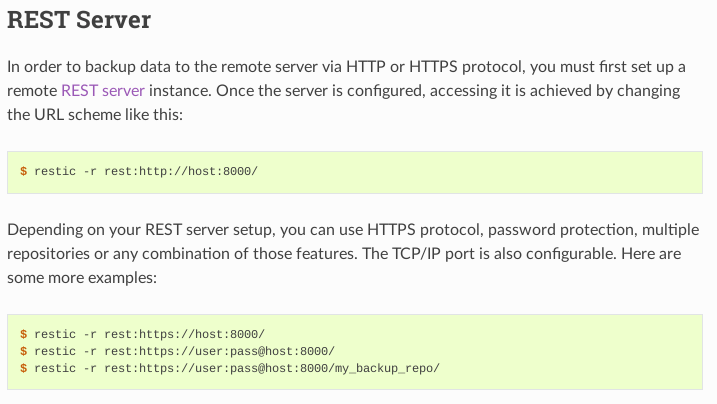 REST Server
In order to backup data to the remote server via HTTP or HTTPS protocol, you must first set up a
remote REST server instance. Once the server is configured, accessing it is achieved by changing
the URL scheme like this:
$ restic -r rest:http://host:8000/
Depending on your REST server setup, you can use HTTPS protocol, password protection, multiple
repositories or any combination of those features. The TCP/IP port is also configurable. Here are
some more examples:
$ restic -r rest:https://host:8000/
$ restic -r rest:https://user:pass@host:8000/
$ restic -r rest:https://user:pass@host:8000/my_backup_repo/